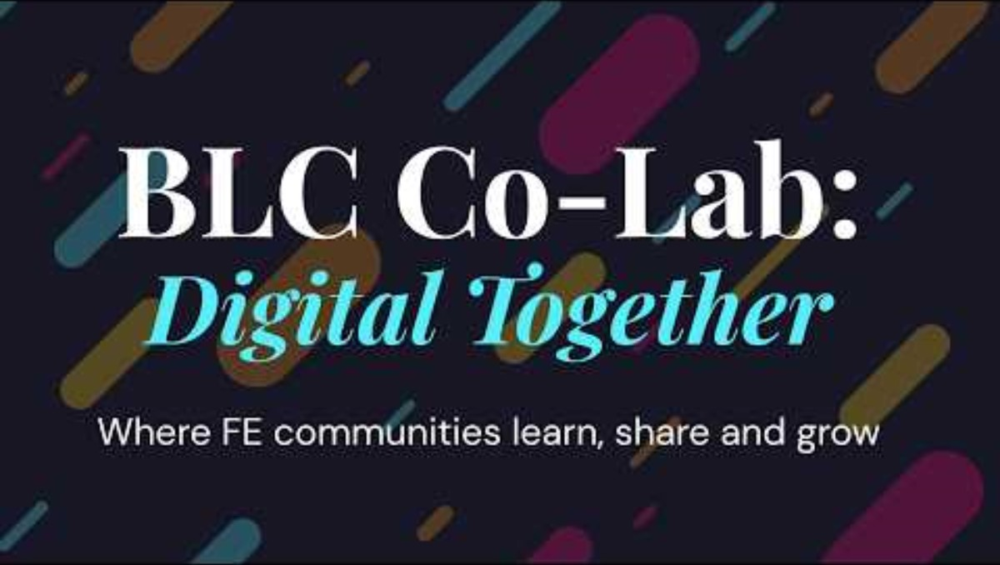 BLC Co-Lab:
Digital Together
Where FE communities learn, share and grow